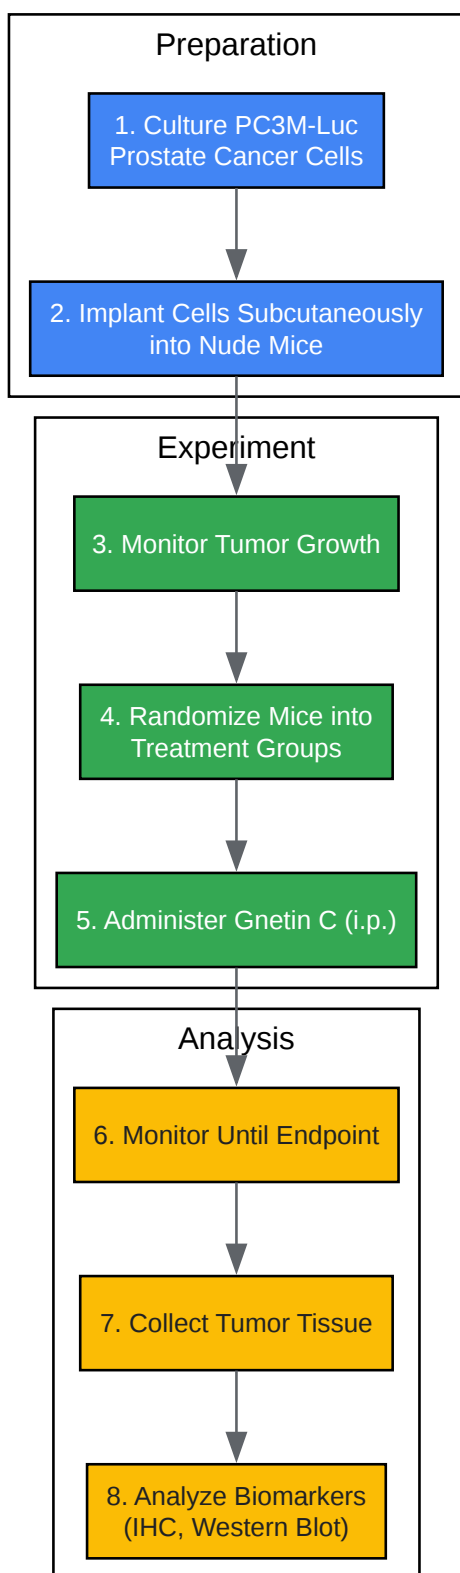 Preparation
1. Culture PC3M-Luc
Prostate Cancer Cells
2. Implant Cells Subcutaneously
into Nude Mice
Experiment
3. Monitor Tumor Growth
4. Randomize Mice into
Treatment Groups
5. Administer Gnetin C (i.p.)
Analysis
6. Monitor Until Endpoint
7. Collect Tumor Tissue
8. Analyze Biomarkers
(IHC, Western Blot)